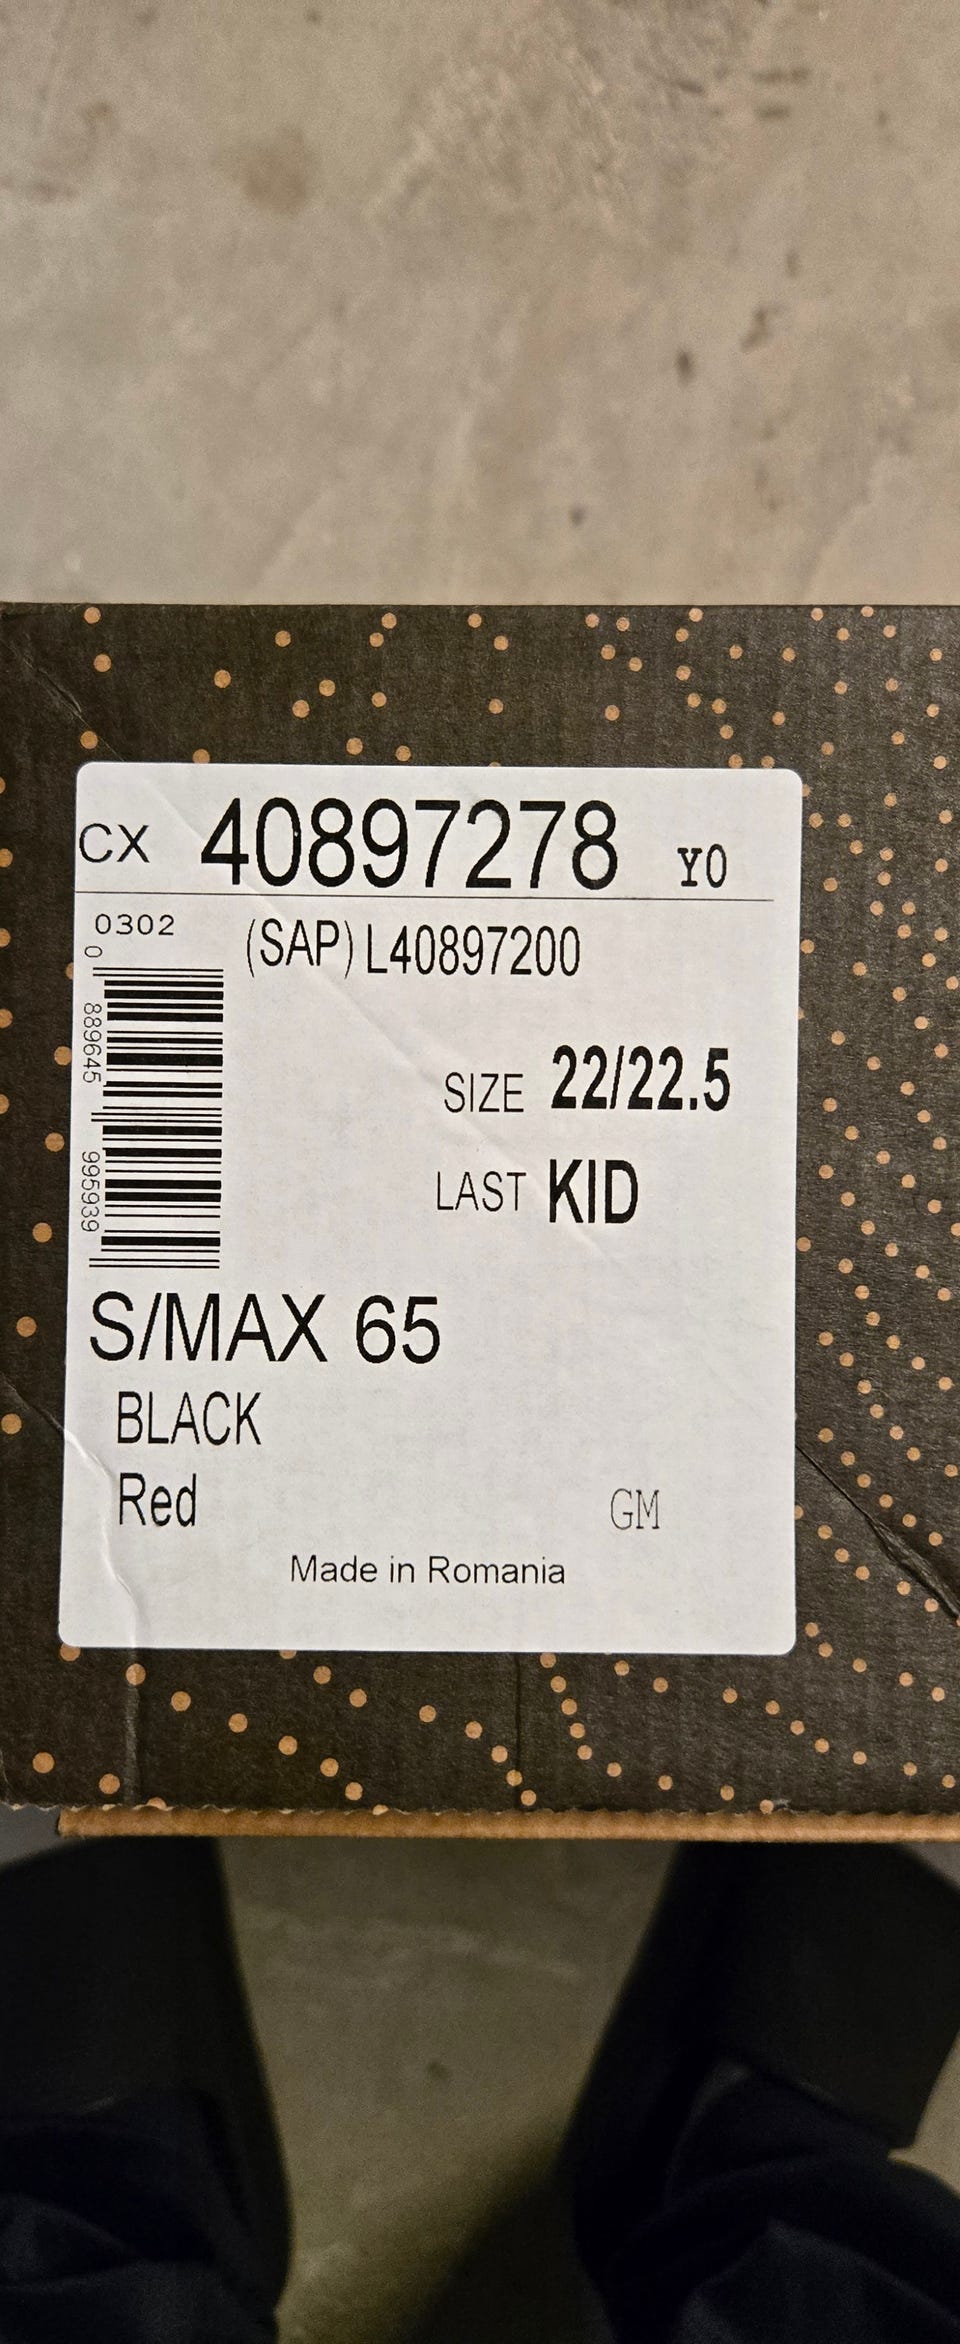 CX 40897278 Y0
0302
(SAP) L40897200
0 889645 995939
SIZE 22/22.5
LAST KID
S/MAX 65
BLACK
Red
GM
Made in Romania